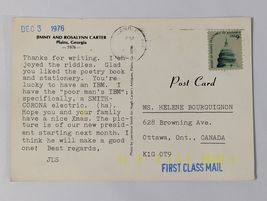 DEC 3 1976
JIMMY AND ROSALYNN CARTER
Plains, Georgia
—1976—
Thanks for writing. I en-
joyed the riddles. Glad
you liked the poetry book
and stationery. You're
lucky to have an IBM. I
have the "poor man's IBM";
specifically, a SMITH-
CORONA electric. (ha).
Hope you and your family
have a nice Xmas. The pic-
ture is of our new presid-
ent starting next month. I
think he will make a good
one! Best regards,
JLS
Post Card
MS. HELENE BOURGUIGNON
628 Browning Ave.
Ottawa, Ont., CANADA
K1G 0T9
FIRST CLASS MAIL